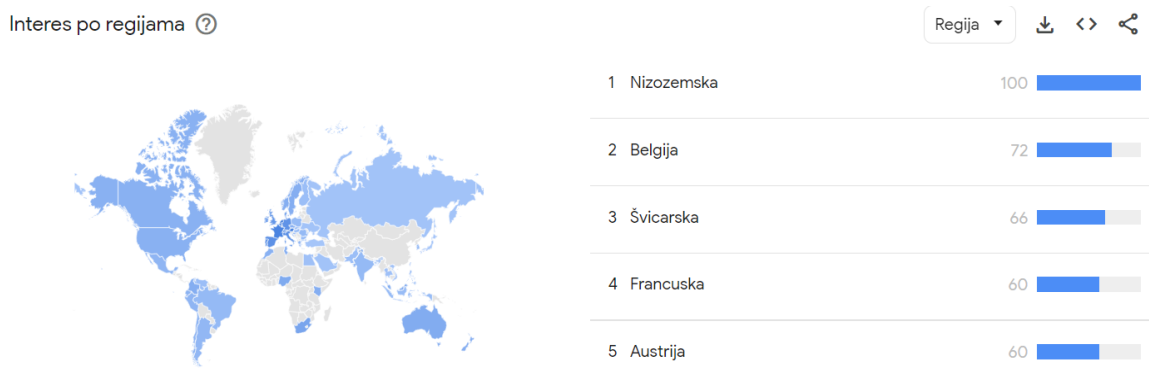 Interes po regijama
Regija
1 Nizozemska 100
2 Belgija 72
3 Švicarska 66
4 Francuska 60
5 Austrija 60